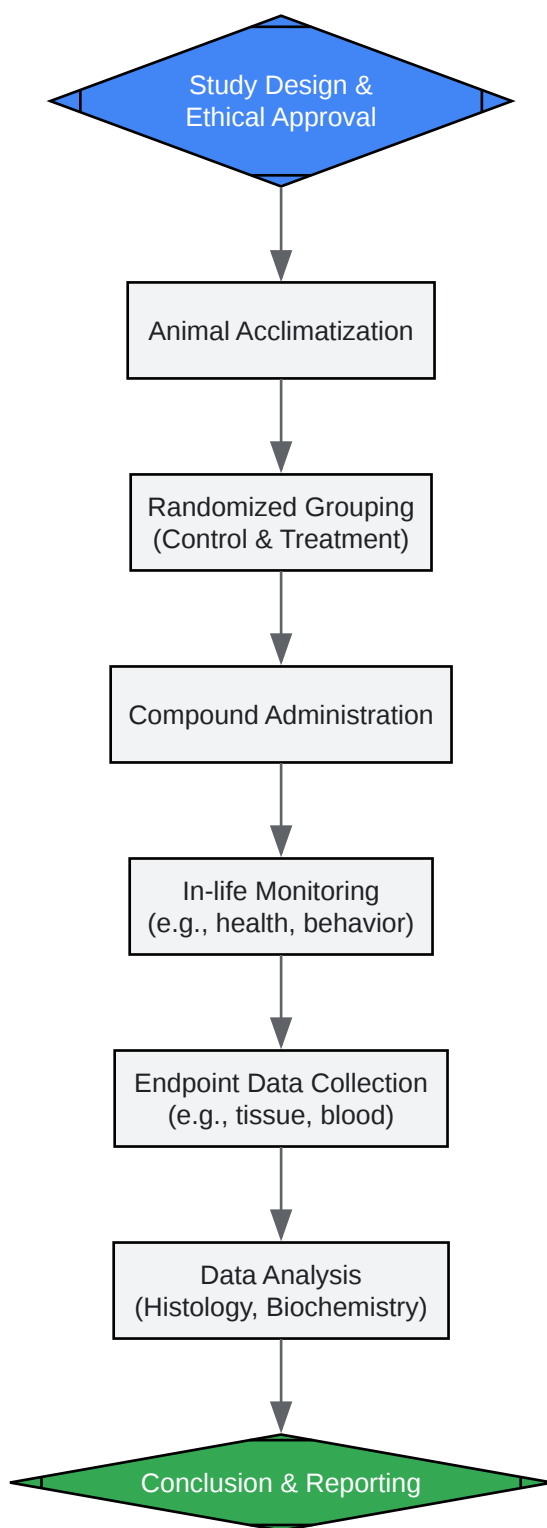 Study Design &
Ethical Approval
Animal Acclimatization
Randomized Grouping
(Control & Treatment)
Compound Administration
In-life Monitoring
(e.g., health, behavior)
Endpoint Data Collection
(e.g., tissue, blood)
Data Analysis
(Histology, Biochemistry)
Conclusion & Reporting